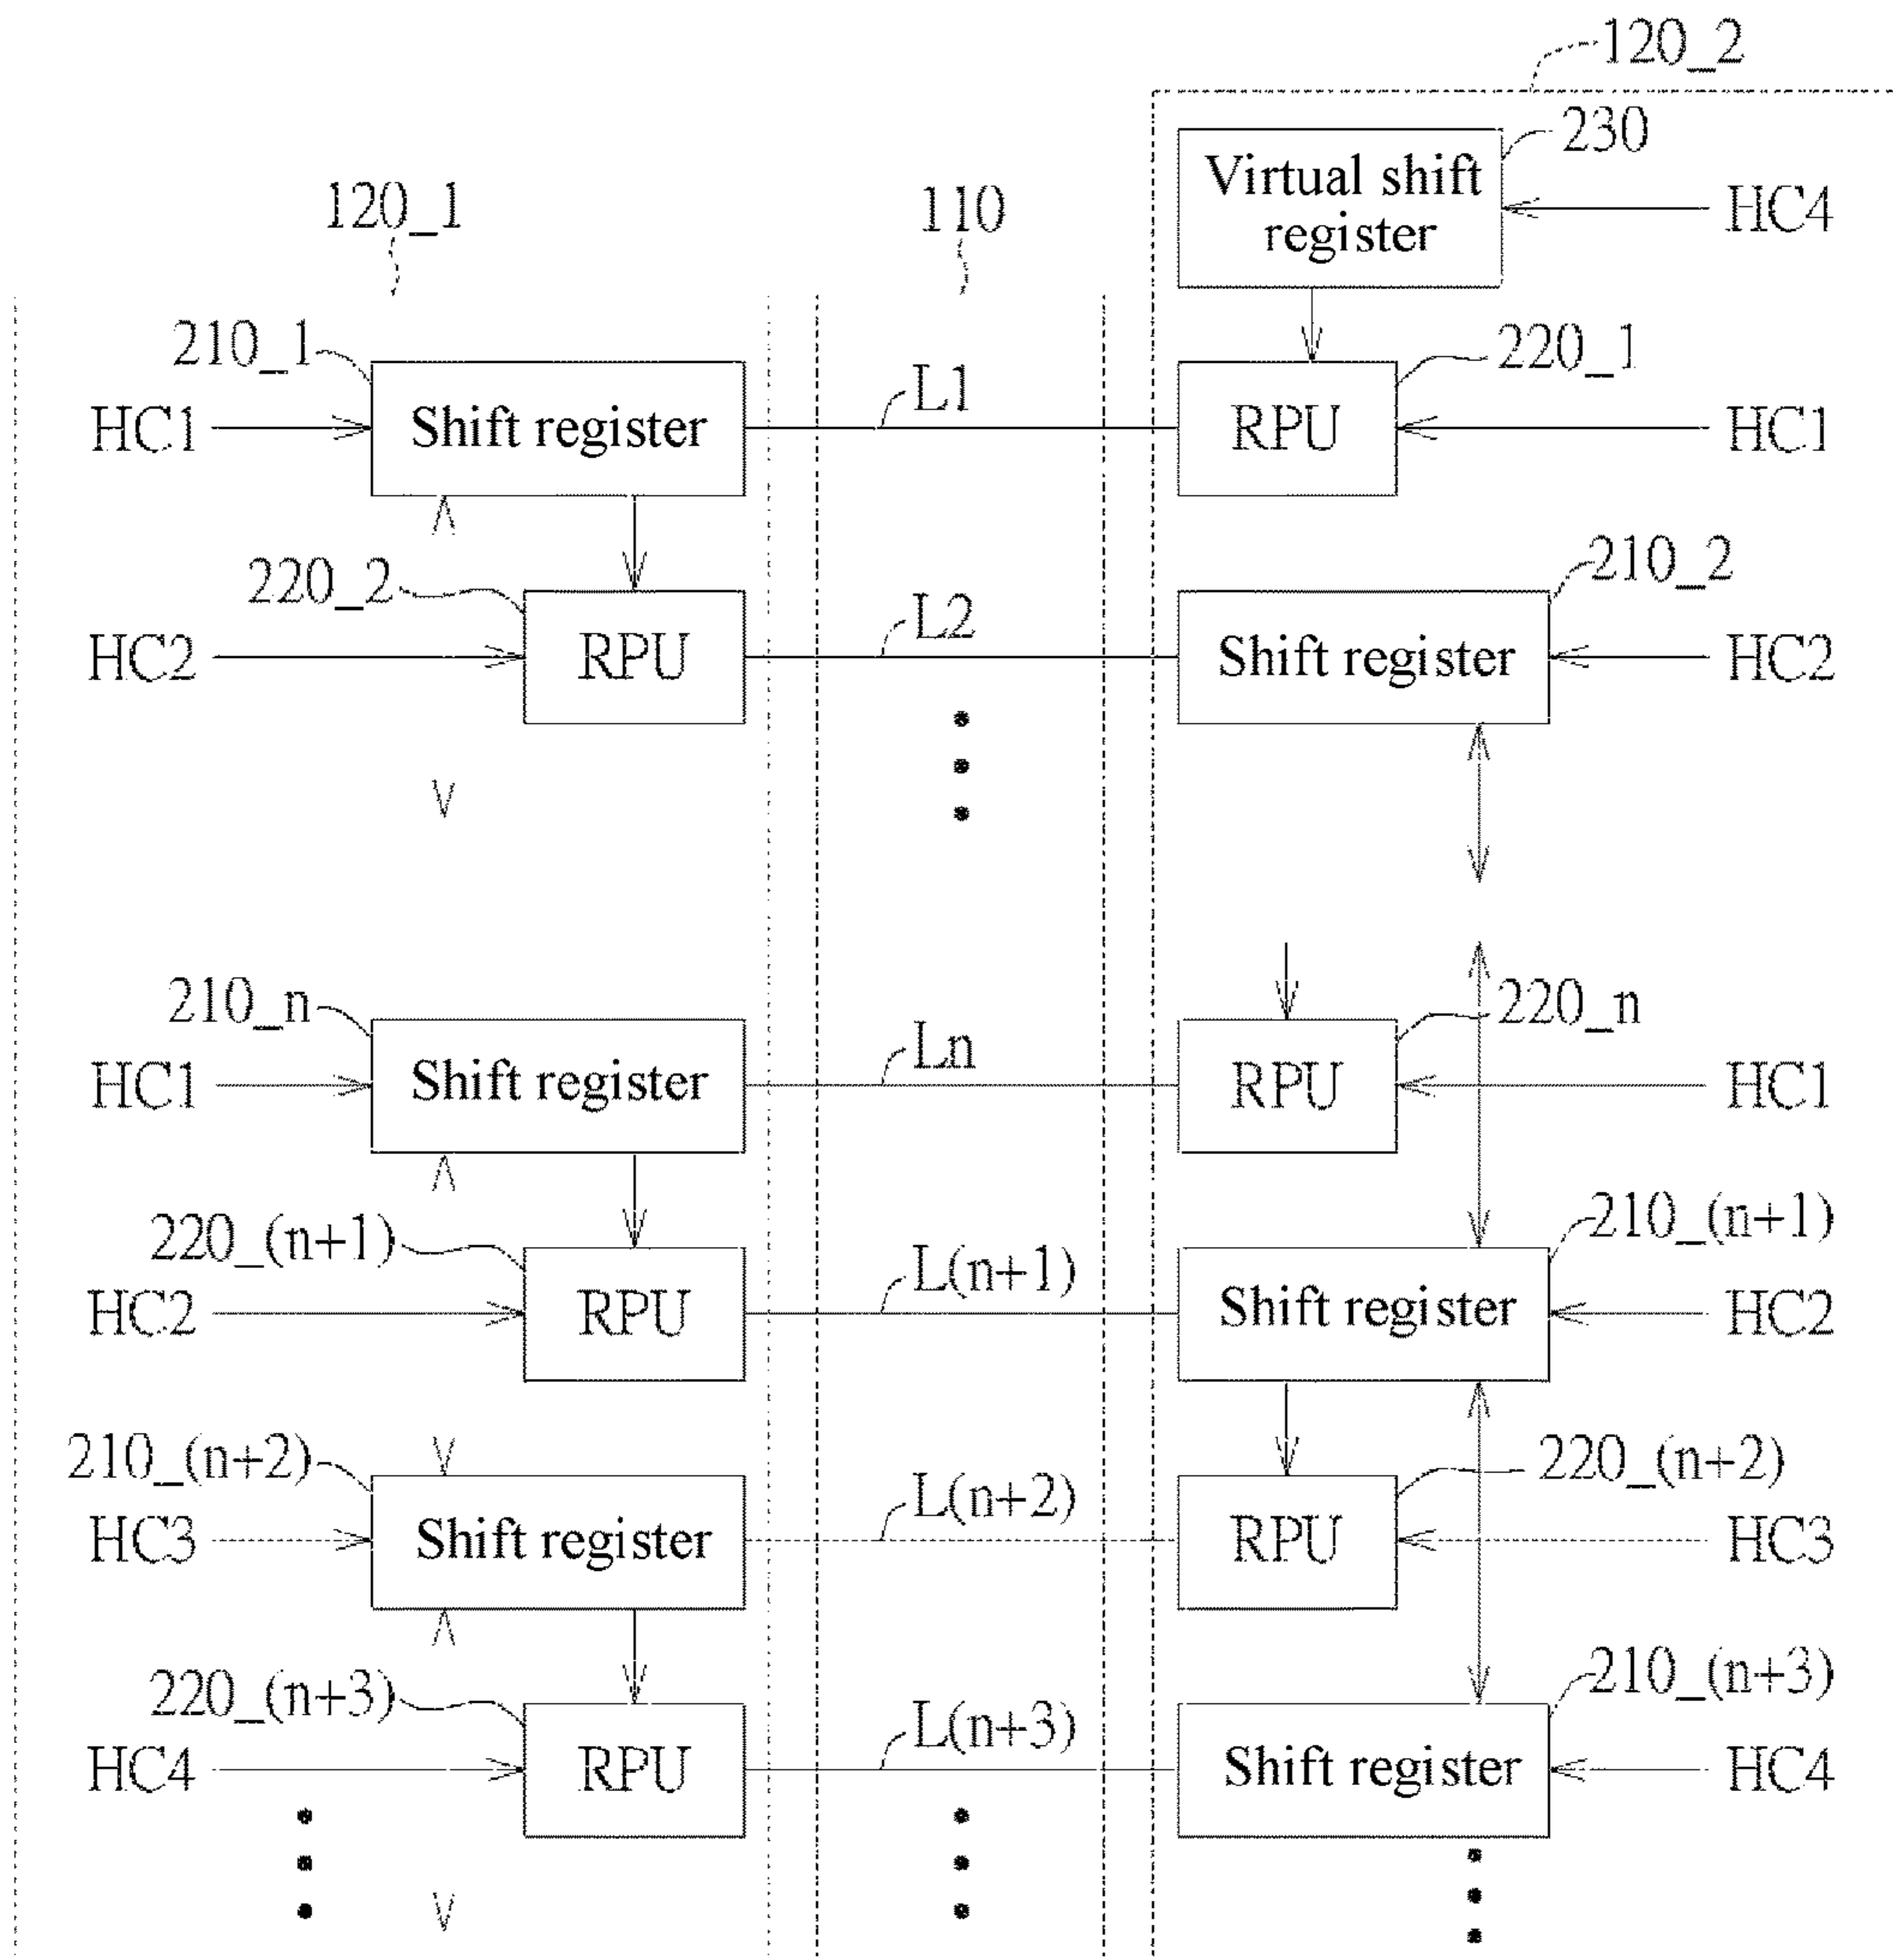 120_2
230
Virtual shift
register
HC4
120_1
110
210_1
HC1
Shift register
L1
RPU
220_1
HC1
220_2
HC2
RPU
L2
Shift register
210_2
HC2
210_n
HC1
Shift register
Ln
RPU
220_n
HC1
220_(n+1)
HC2
RPU
L(n+1)
Shift register
210_(n+1)
HC2
210_(n+2)
HC3
Shift register
L(n+2)
RPU
220_(n+2)
HC3
220_(n+3)
HC4
RPU
L(n+3)
Shift register
210_(n+3)
HC4